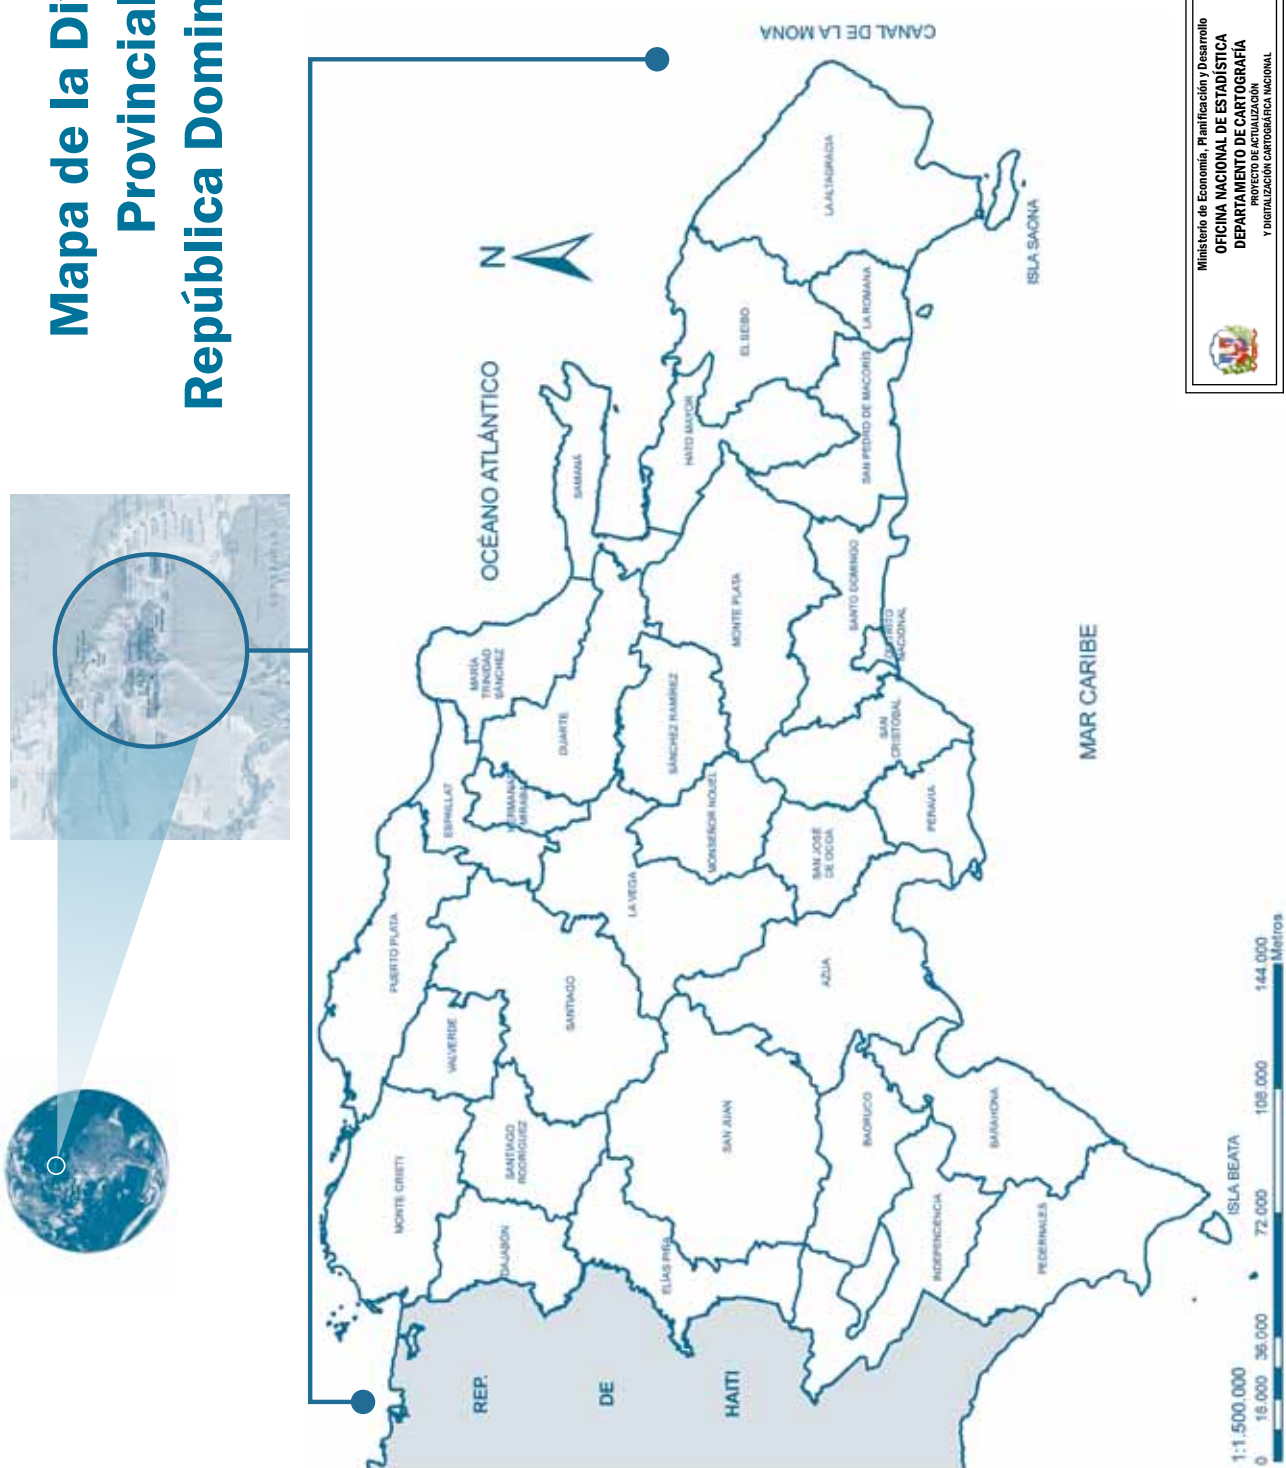 Mapa de la Di
Provincial
República Domin
CANAL DE LA MONA
OCÉANO ATLÁNTICO
N
MAR CARIBE
ISLA SAONA
ISLA BEATA
REP.
DE
HAITI
MONTE CRISTI
PUERTO PLATA
ESPAILLAT
MARÍA
TRINIDAD
SÁNCHEZ
SAMANÁ
DAJABÓN
SANTIAGO
RODRÍGUEZ
VALVERDE
SANTIAGO
HERMANAS
MIRABAL
DUARTE
LA VEGA
SÁNCHEZ RAMÍREZ
MONSEÑOR NOUEL
MONTE PLATA
HATO MAYOR
EL SEIBO
LA ALTAGRACIA
LA ROMANA
SAN PEDRO DE MACORÍS
SANTO DOMINGO
DISTRITO
NACIONAL
SAN
CRISTOBAL
PERAVIA
SAN JOSÉ
DE OCOA
AZUA
SAN JUAN
ELÍAS PIÑA
BAORUCO
INDEPENDENCIA
BARAHONA
PEDERNALES
1:1.500.000
0 18.000 36.000 72.000 108.000 144.000
Metros
Ministerio de Economía, Planificación y Desarrollo
OFICINA NACIONAL DE ESTADÍSTICA
DEPARTAMENTO DE CARTOGRAFÍA
PROYECTO DE ACTUALIZACIÓN
Y DIGITALIZACIÓN CARTOGRÁFICA NACIONAL